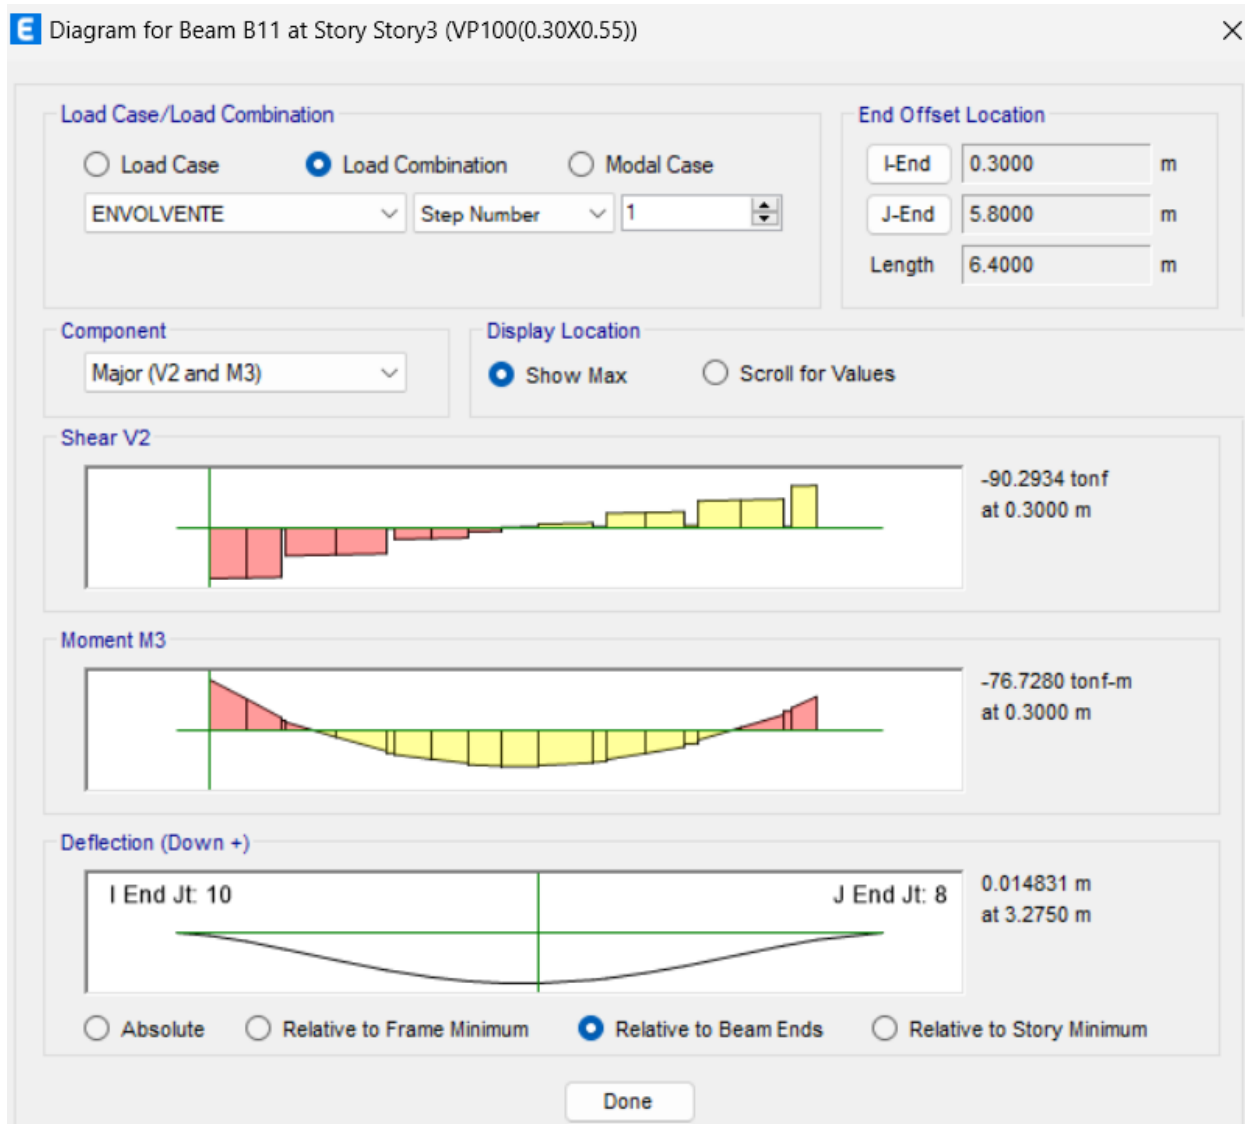 Diagram for Beam B11 at Story Story3 (VP100(0.30X0.55))
Load Case/Load Combination
Load Case Load Combination Modal Case
ENVOLVENTE Step Number 1
End Offset Location
I-End 0.3000 m
J-End 5.8000 m
Length 6.4000 m
Component
Major (V2 and M3)
Display Location
Show Max Scroll for Values
Shear V2
-90.2934 tonf
at 0.3000 m
Moment M3
-76.7280 tonf-m
at 0.3000 m
Deflection (Down +)
I End Jt: 10 J End Jt: 8
0.014831 m
at 3.2750 m
Absolute Relative to Frame Minimum Relative to Beam Ends Relative to Story Minimum
Done